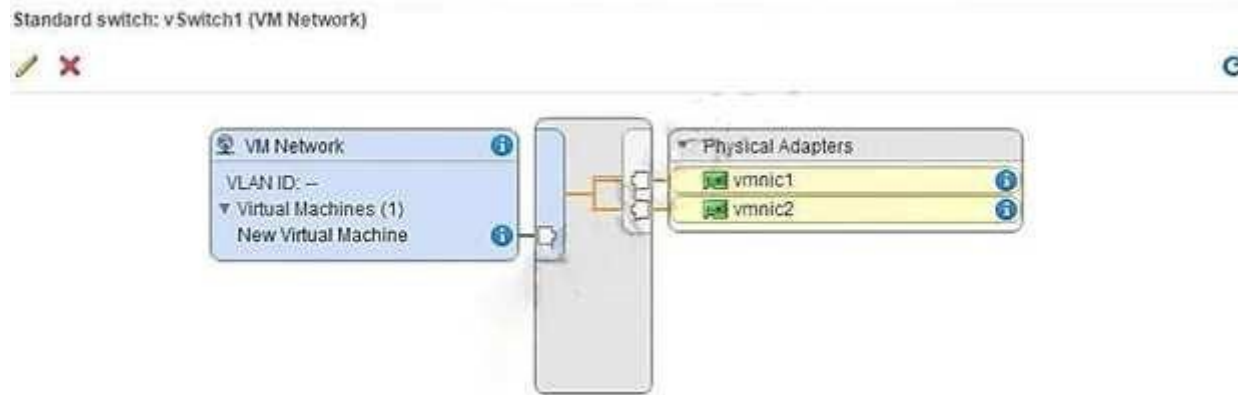 Standard switch: vSwitch1 (VM Network)
VM Network
VLAN ID: --
Virtual Machines (1)
New Virtual Machine
Physical Adapters
vmnic1
vmnic2